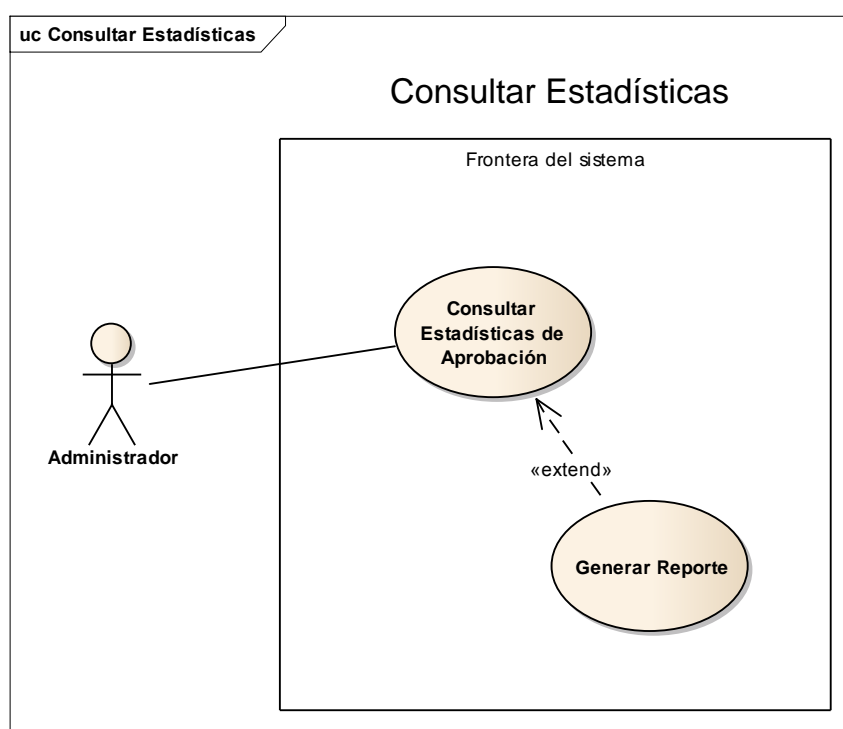 uc Consultar Estadísticas
Consultar Estadísticas
Frontera del sistema
Consultar
Estadísticas de
Aprobación
Administrador
«extend»
Generar Reporte